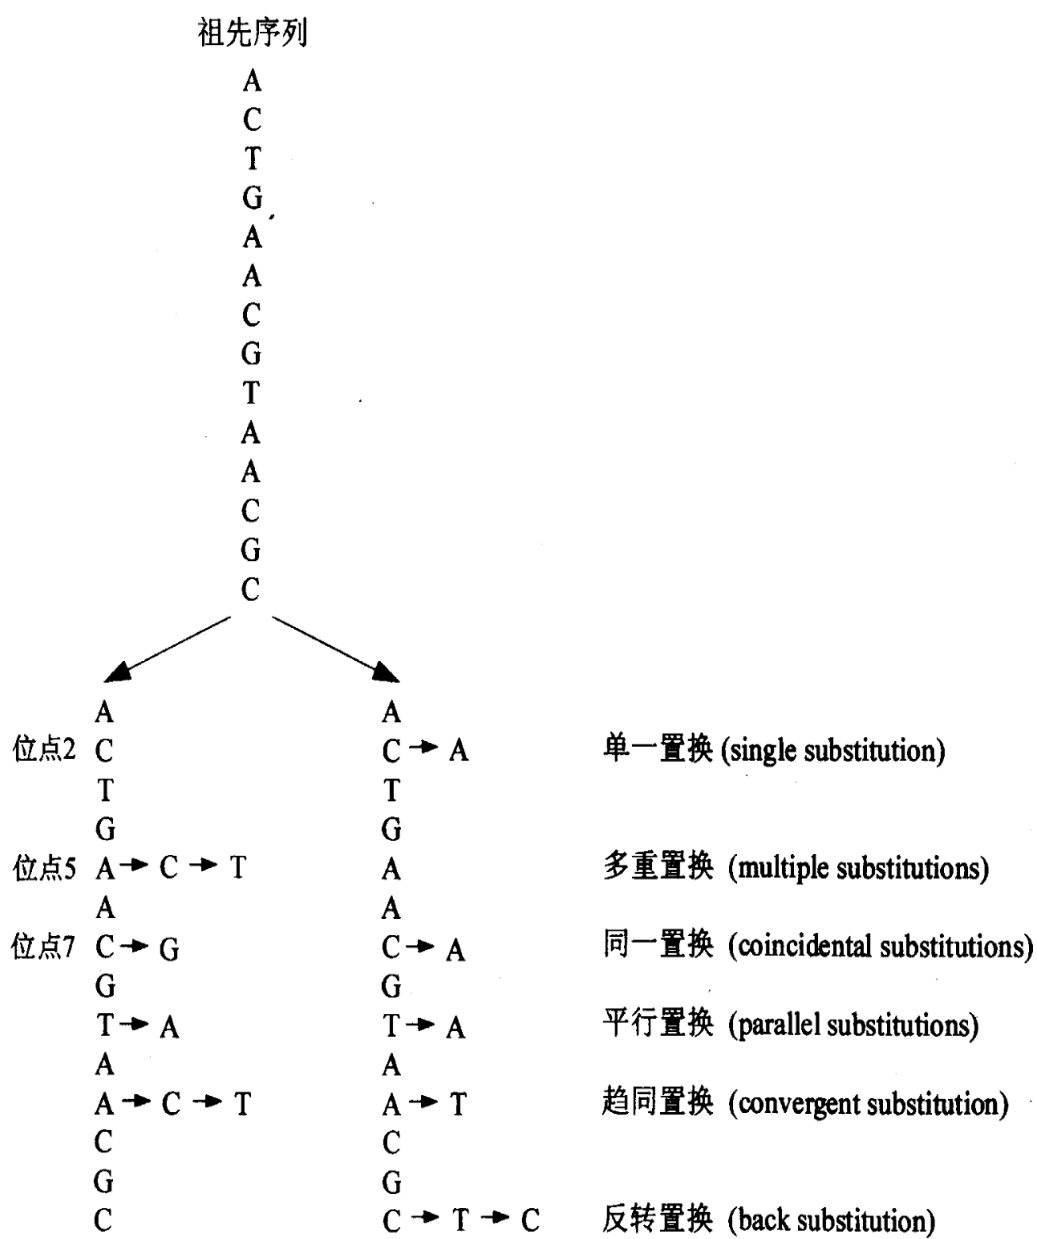 祖先序列
A
C
T
G
A
A
C
G
T
A
A
C
G
C
A A
位点2 C C → A 单一置换 (single substitution)
T T
G G
位点5 A → C → T A 多重置换 (multiple substitutions)
A A
位点7 C → G C → A 同一置换 (coincidental substitutions)
G G
T → A T → A 平行置换 (parallel substitutions)
A A
A → C → T A → T 趋同置换 (convergent substitution)
C C
G G
C C → T → C 反转置换 (back substitution)